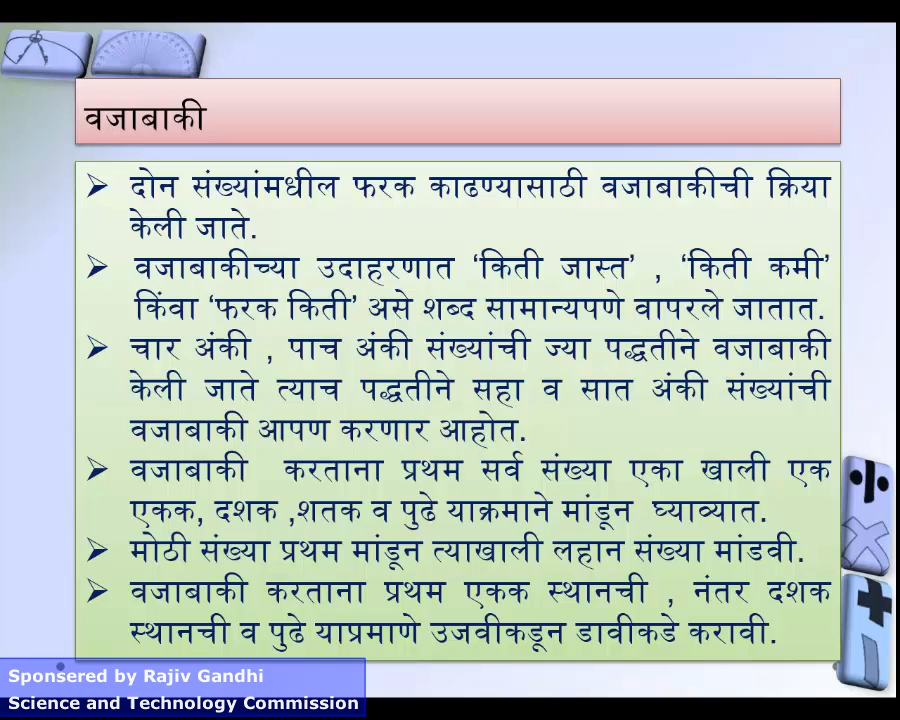 वजाबाकी
➢ दोन संख्यांमधील फरक काढण्यासाठी वजाबाकीची क्रिया
केली जाते.
➢ वजाबाकीच्या उदाहरणात ‘किती जास्त’ , ‘किती कमी’
किंवा ‘फरक किती’ असे शब्द सामान्यपणे वापरले जातात.
➢ चार अंकी , पाच अंकी संख्यांची ज्या पद्धतीने वजाबाकी
केली जाते त्याच पद्धतीने सहा व सात अंकी संख्यांची
वजाबाकी आपण करणार आहोत.
➢ वजाबाकी करताना प्रथम सर्व संख्या एका खाली एक
एकक, दशक ,शतक व पुढे याक्रमाने मांडून घ्याव्यात.
➢ मोठी संख्या प्रथम मांडून त्याखाली लहान संख्या मांडवी.
➢ वजाबाकी करताना प्रथम एकक स्थानची , नंतर दशक
स्थानची व पुढे याप्रमाणे उजवीकडून डावीकडे करावी.
Sponsered by Rajiv Gandhi
Science and Technology Commission